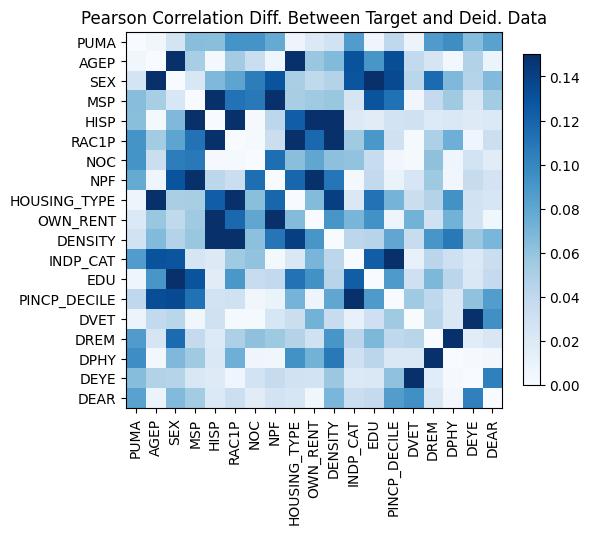 Pearson Correlation Diff. Between Target and Deid. Data
PUMA
AGEP
SEX
MSP
HISP
RAC1P
NOC
NPF
HOUSING_TYPE
OWN_RENT
DENSITY
INDP_CAT
EDU
PINCP_DECILE
DVET
DREM
DPHY
DEYE
DEAR
PUMA
AGEP
SEX
MSP
HISP
RAC1P
NOC
NPF
HOUSING_TYPE
OWN_RENT
DENSITY
INDP_CAT
EDU
PINCP_DECILE
DVET
DREM
DPHY
DEYE
DEAR
0.14
0.12
0.10
0.08
0.06
0.04
0.02
0.00